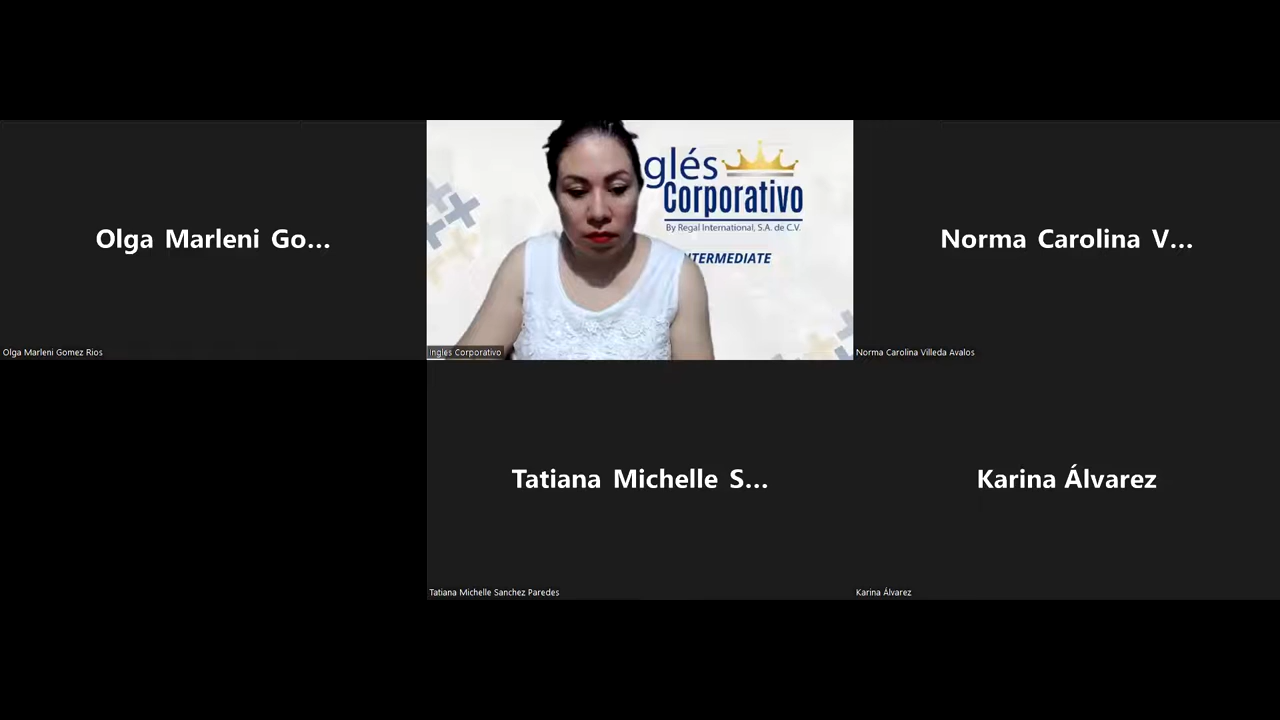 Olga Marleni Go...
Olga Marleni Gomez Rios
glés
Corporativo
By Regal International, S.A. de C.V.
NTERMEDIATE
Ingles Corporativo
Norma Carolina V...
Norma Carolina Villeda Avalos
Tatiana Michelle S...
Tatiana Michelle Sanchez Paredes
Karina Álvarez
Karina Álvarez